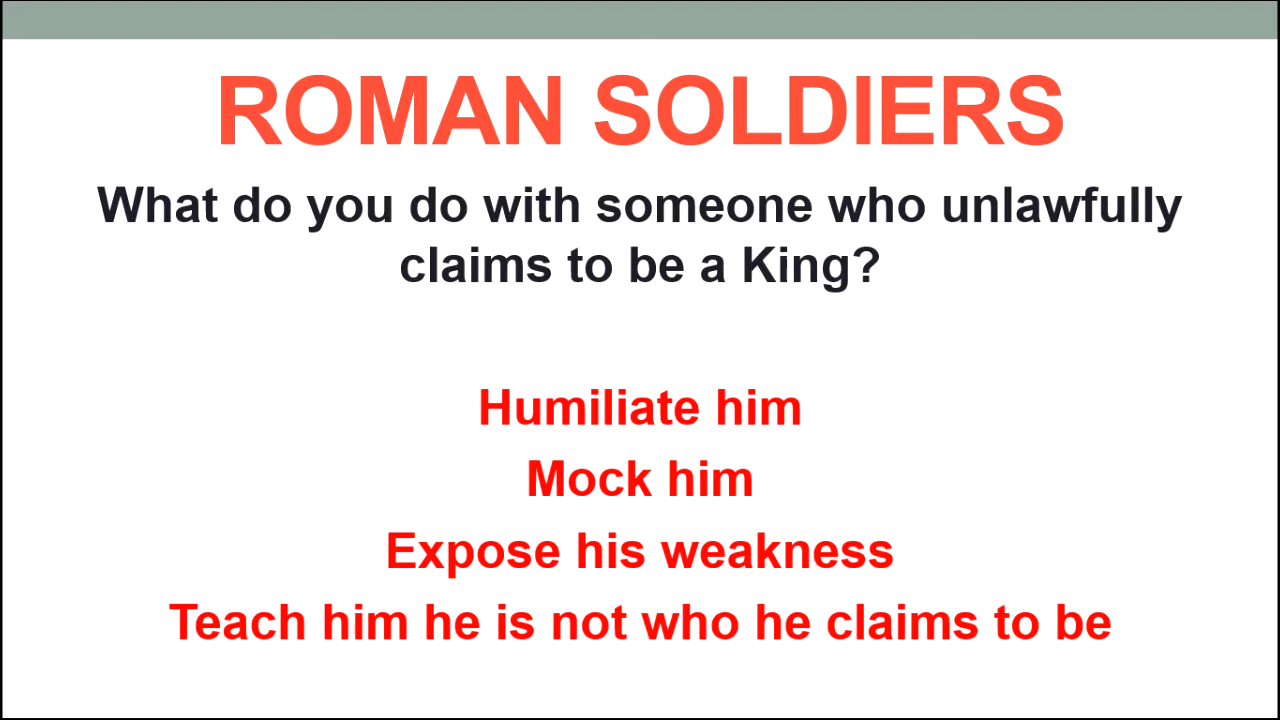 ROMAN SOLDIERS
What do you do with someone who unlawfully
claims to be a King?
Humiliate him
Mock him
Expose his weakness
Teach him he is not who he claims to be